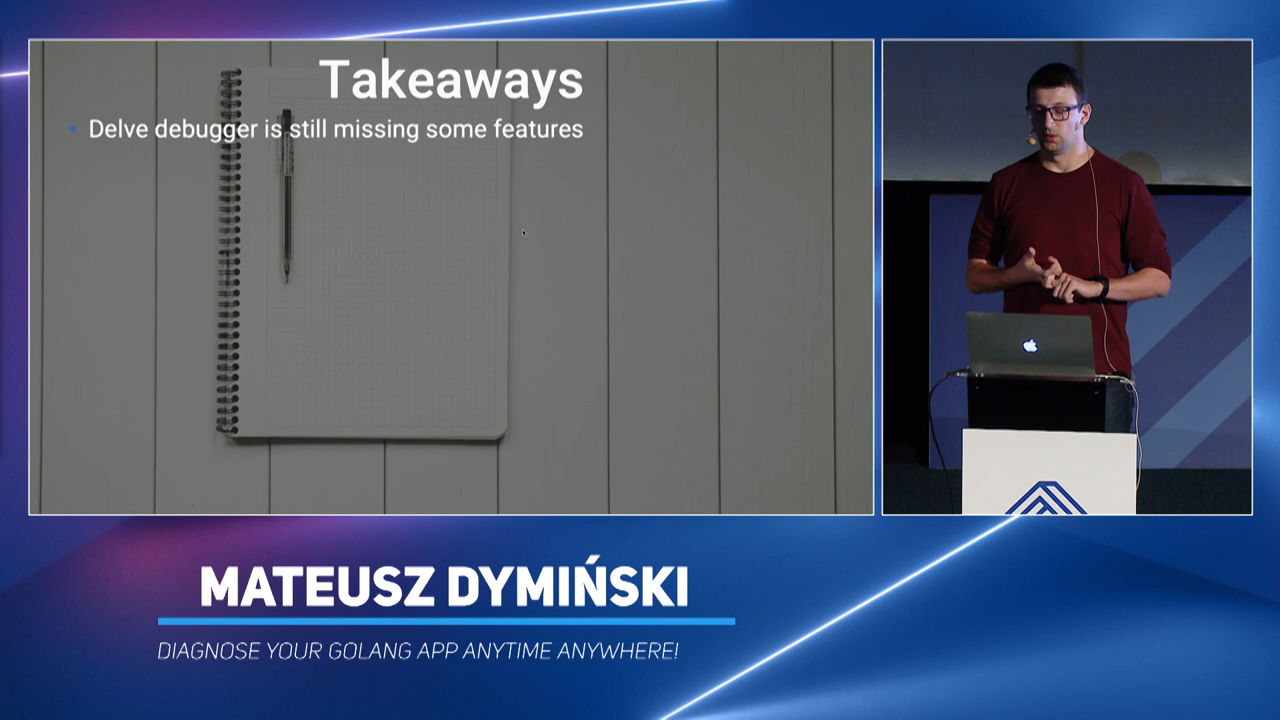 Takeaways
• Delve debugger is still missing some features
MATEUSZ DYMIŃSKI
DIAGNOSE YOUR GOLANG APP ANYTIME ANYWHERE!